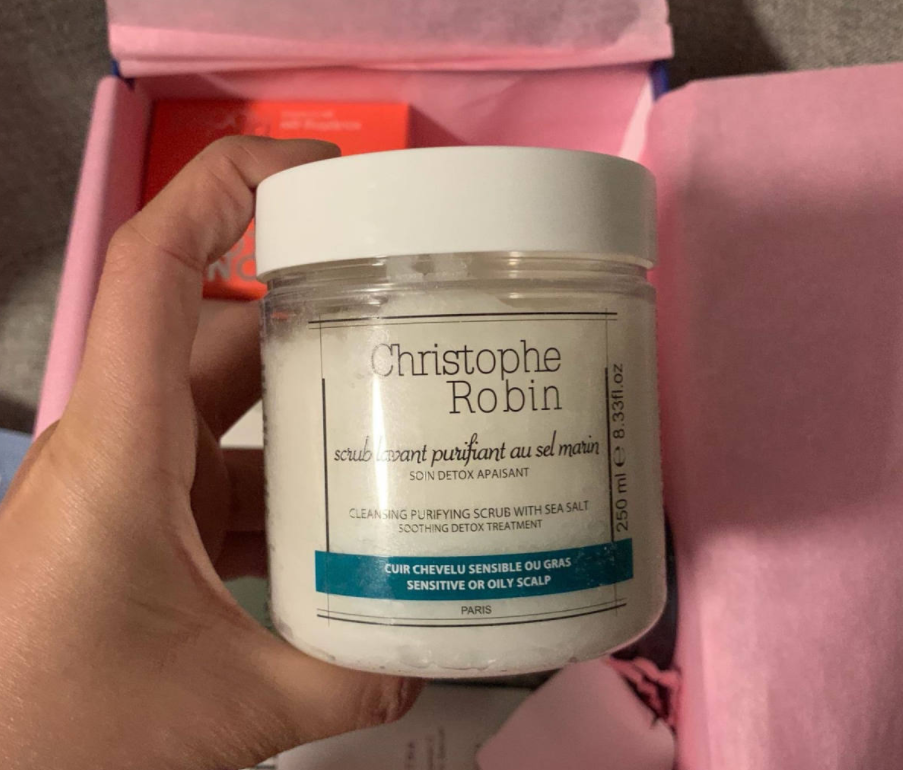 Christophe
Robin
scrub lavant purifiant au sel marin
SOIN DETOX APAISANT
CLEANSING PURIFYING SCRUB WITH SEA SALT
SOOTHING DETOX TREATMENT
CUIR CHEVELU SENSIBLE OU GRAS
SENSITIVE OR OILY SCALP
PARIS
250 ml e 8.33fl.oz